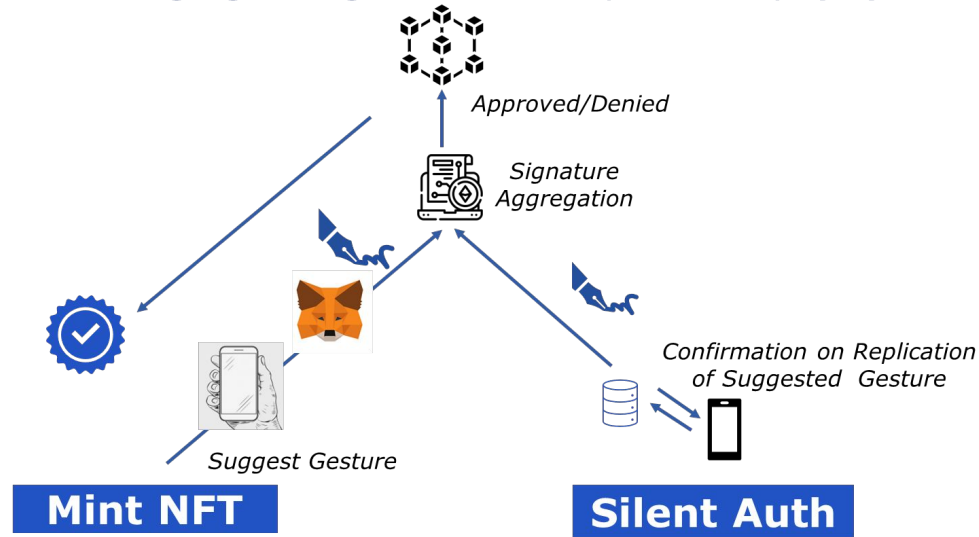 Approved/Denied
Signature
Aggregation
Confirmation on Replication
of Suggested Gesture
Suggest Gesture
Mint NFT
Silent Auth